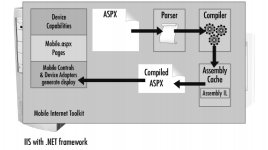 Device
Capabilities
Mobile.aspx
Pages
Mobile Controls
& Device Adapters
generate display
Mobile Internet Toolkit
ASPX
Parser
Compiler
Compiled
ASPX
Assembly
Cache
Assembly IL
IIS with .NET framework